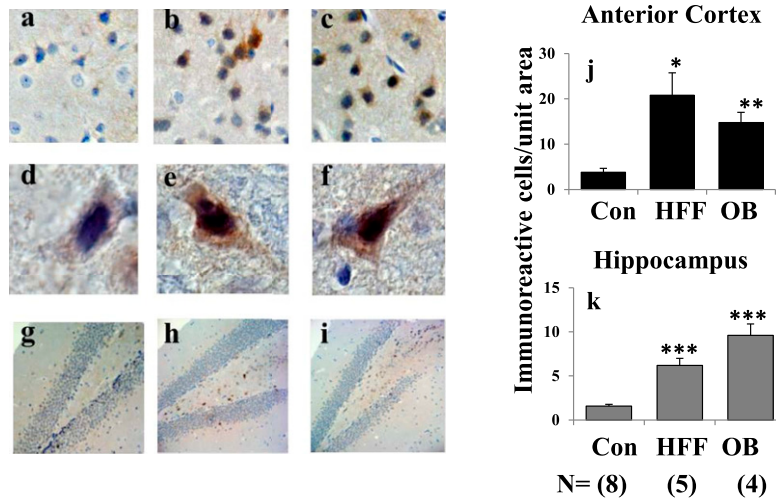 a
b
c
d
e
f
g
h
i
Immunoreactive cells/unit area
Anterior Cortex
j
30
20
10
0
*
**
Con HFF OB
Hippocampus
k
15
10
5
0
***
***
Con HFF OB
N= (8) (5) (4)